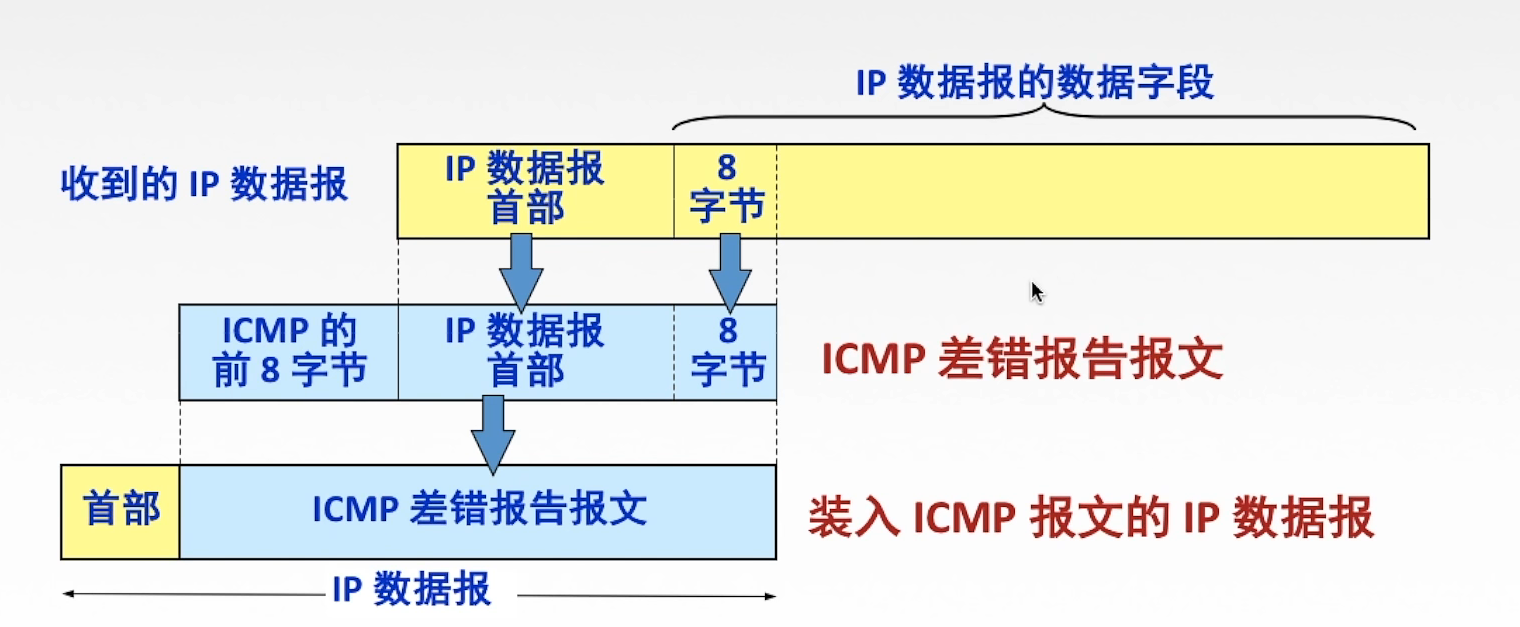 IP 数据报的数据字段
收到的 IP 数据报
IP 数据报
首部
8
字节
ICMP 的
前 8 字节
IP 数据报
首部
8
字节
ICMP 差错报告报文
首部
ICMP 差错报告报文
装入 ICMP 报文的 IP 数据报
IP 数据报